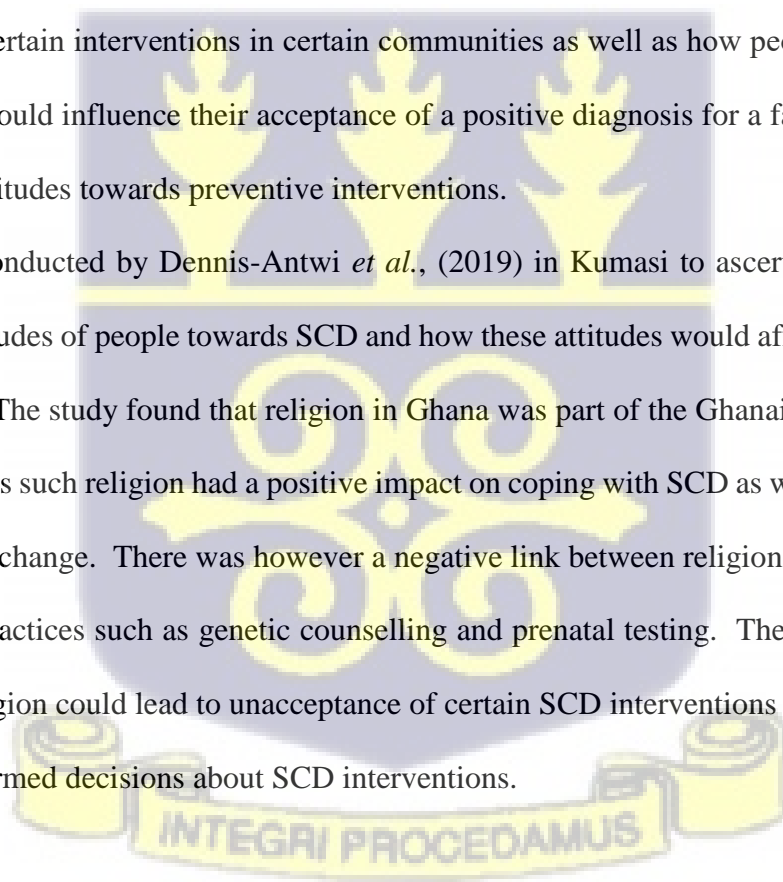 ertain interventions in certain communities as well as how pe
ould influence their acceptance of a positive diagnosis for a f
itudes towards preventive interventions.
onducted by Dennis-Antwi et al., (2019) in Kumasi to ascer
udes of people towards SCD and how these attitudes would af
The study found that religion in Ghana was part of the Ghanai
s such religion had a positive impact on coping with SCD as w
change. There was however a negative link between religion
actices such as genetic counselling and prenatal testing. The
gion could lead to unacceptance of certain SCD interventions
rmed decisions about SCD interventions.
INTEGRI PROCEDAMUS